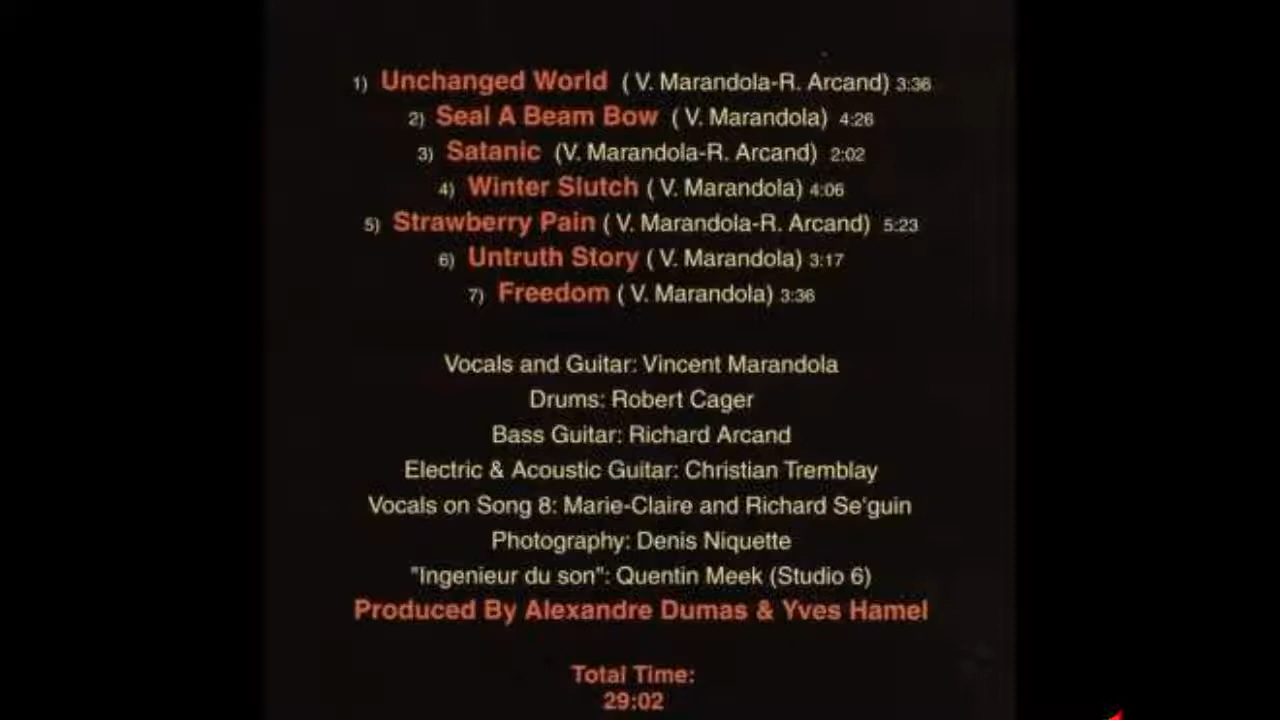 1) Unchanged World ( V. Marandola-R. Arcand) 3:36
2) Seal A Beam Bow ( V. Marandola) 4:26
3) Satanic (V. Marandola-R. Arcand) 2:02
4) Winter Slutch ( V. Marandola) 4:06
5) Strawberry Pain ( V. Marandola-R. Arcand) 5:23
6) Untruth Story ( V. Marandola) 3:17
7) Freedom ( V. Marandola) 3:36
Vocals and Guitar: Vincent Marandola
Drums: Robert Cager
Bass Guitar: Richard Arcand
Electric & Acoustic Guitar: Christian Tremblay
Vocals on Song 8: Marie-Claire and Richard Se'guin
Photography: Denis Niquette
"Ingenieur du son": Quentin Meek (Studio 6)
Produced By Alexandre Dumas & Yves Hamel
Total Time:
29:02